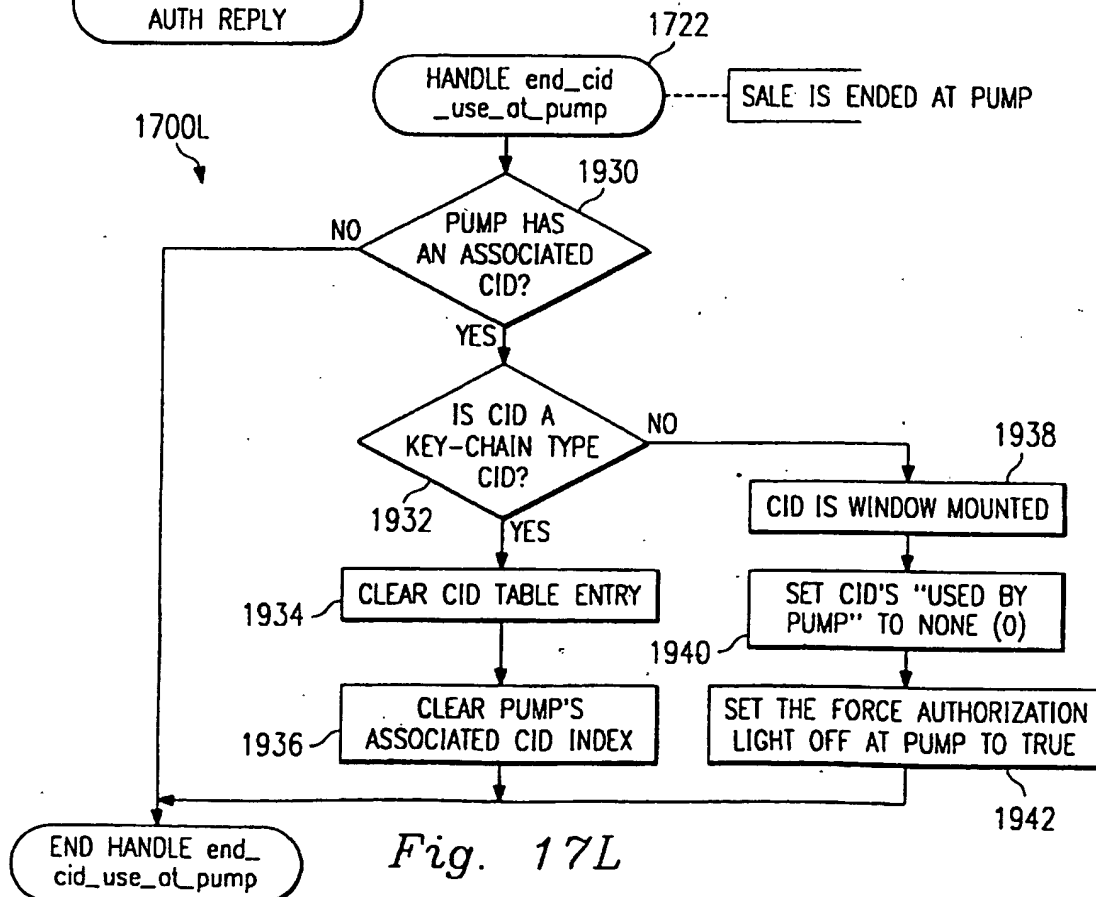 AUTH REPLY
1722
HANDLE end_cid
_use_at_pump
SALE IS ENDED AT PUMP
1700L
1930
PUMP HAS
AN ASSOCIATED
CID?
NO
YES
IS CID A
KEY-CHAIN TYPE
CID?
NO
1932
YES
1938
CID IS WINDOW MOUNTED
1934
CLEAR CID TABLE ENTRY
SET CID'S "USED BY
PUMP" TO NONE (0)
1940
1936
CLEAR PUMP'S
ASSOCIATED CID INDEX
SET THE FORCE AUTHORIZATION
LIGHT OFF AT PUMP TO TRUE
1942
END HANDLE end_
cid_use_at_pump
Fig. 17L